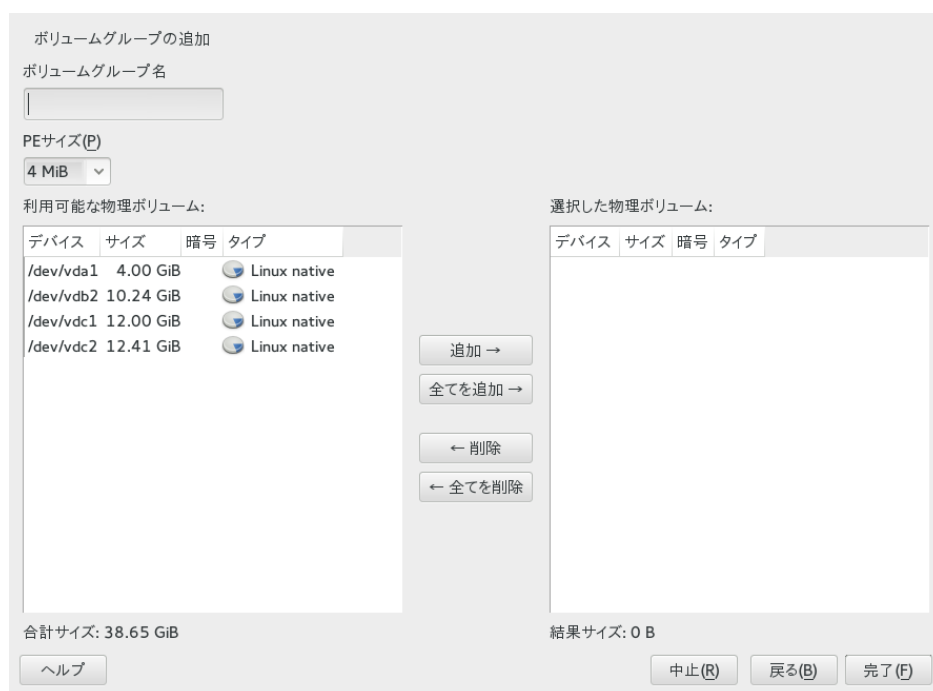 ボリュームグループの追加
ボリュームグループ名
PEサイズ(P)
4 MiB
利用可能な物理ボリューム:
デバイス サイズ 暗号 タイプ
/dev/vda1 4.00 GiB Linux native
/dev/vdb2 10.24 GiB Linux native
/dev/vdc1 12.00 GiB Linux native
/dev/vdc2 12.41 GiB Linux native
合計サイズ: 38.65 GiB
追加 →
全てを追加 →
← 削除
← 全てを削除
選択した物理ボリューム:
デバイス サイズ 暗号 タイプ
結果サイズ: 0 B
ヘルプ
中止(R)
戻る(B)
完了(F)